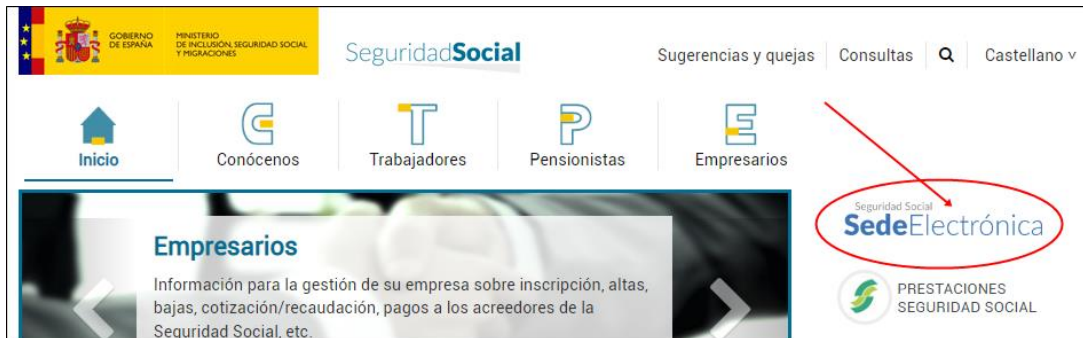 GOBIERNO
DE ESPAÑA
MINISTERIO
DE INCLUSIÓN, SEGURIDAD SOCIAL
Y MIGRACIONES
SeguridadSocial
Sugerencias y quejas
Consultas
Castellano
Inicio
Conócenos
Trabajadores
Pensionistas
Empresarios
Empresarios
Información para la gestión de su empresa sobre inscripción, altas,
bajas, cotización/recaudación, pagos a los acreedores de la
Seguridad Social, etc.
Seguridad Social
SedeElectrónica
PRESTACIONES
SEGURIDAD SOCIAL